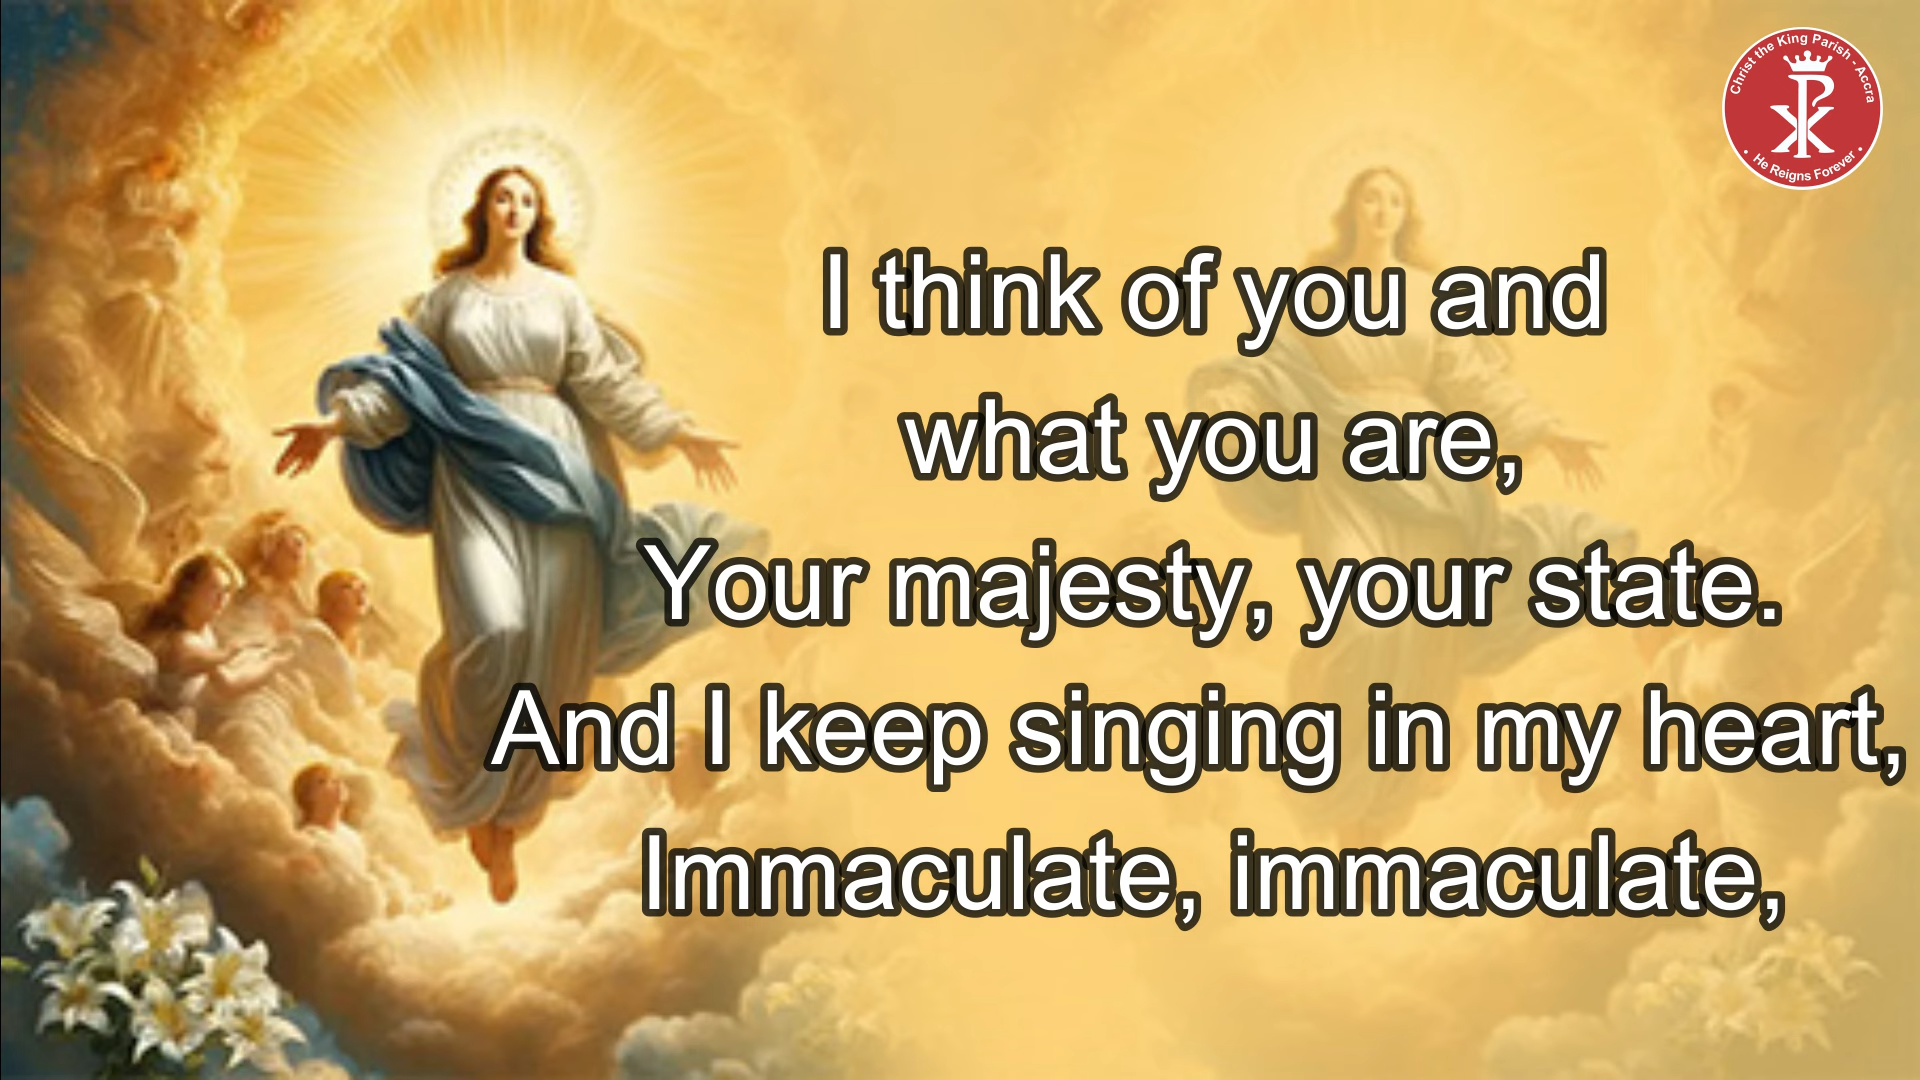 Christ the King Parish - Accra
He Reigns Forever
I think of you and
what you are,
Your majesty, your state.
And I keep singing in my heart,
Immaculate, immaculate,